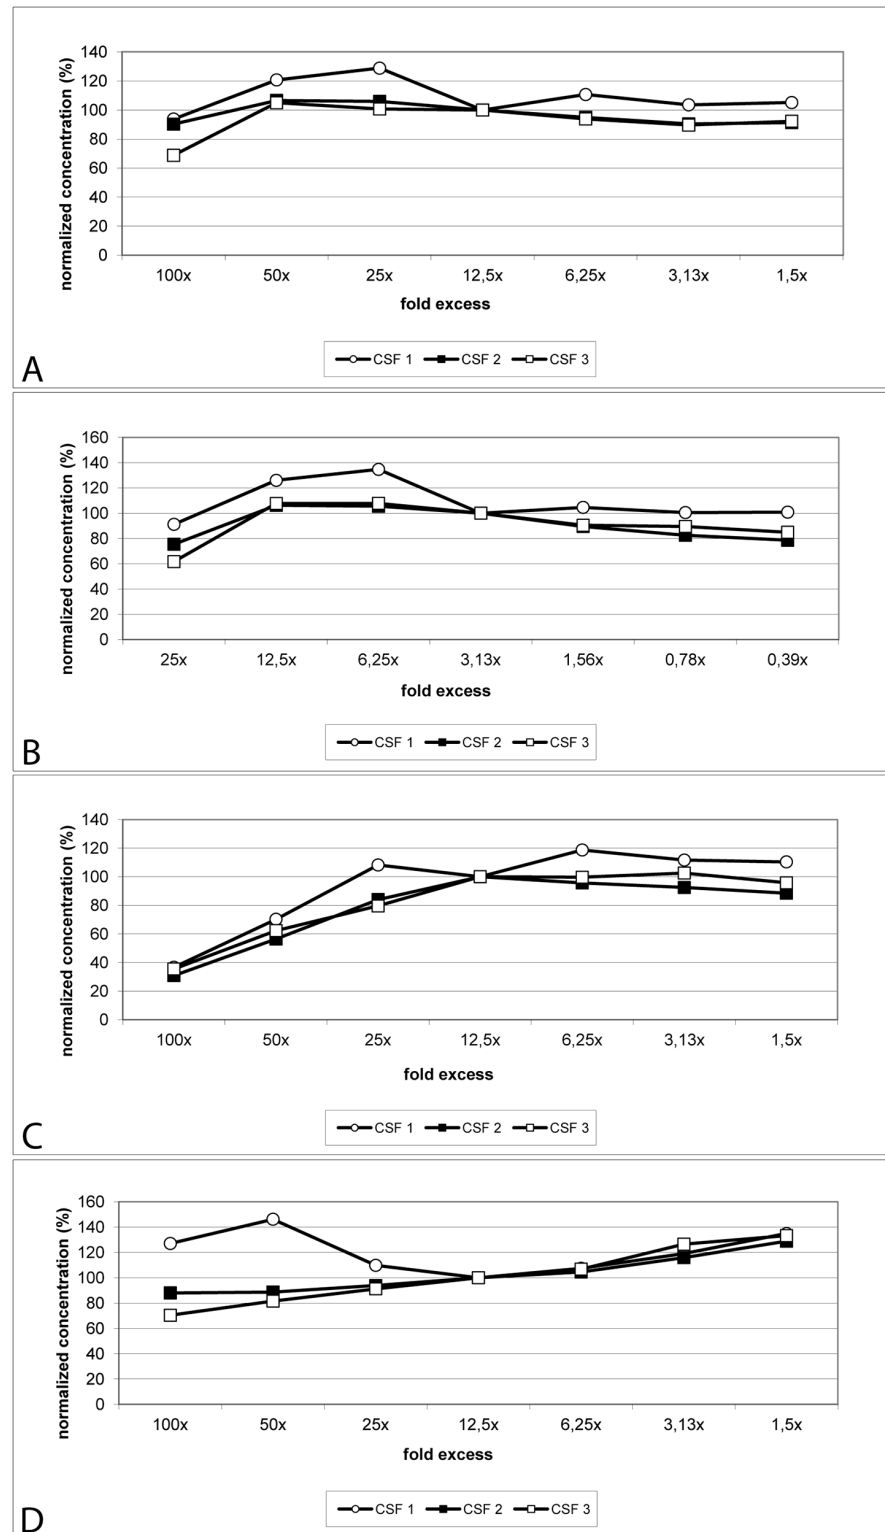 normalized concentration (%)
140
120
100
80
60
40
20
0
100x 50x 25x 12,5x 6,25x 3,13x 1,5x
fold excess
CSF 1 CSF 2 CSF 3
A
normalized concentration (%)
160
140
120
100
80
60
40
20
0
25x 12,5x 6,25x 3,13x 1,56x 0,78x 0,39x
fold excess
CSF 1 CSF 2 CSF 3
B
normalized concentration (%)
140
120
100
80
60
40
20
0
100x 50x 25x 12,5x 6,25x 3,13x 1,5x
fold excess
CSF 1 CSF 2 CSF 3
C
normalized concentration (%)
160
140
120
100
80
60
40
20
0
100x 50x 25x 12,5x 6,25x 3,13x 1,5x
fold excess
CSF 1 CSF 2 CSF 3
D